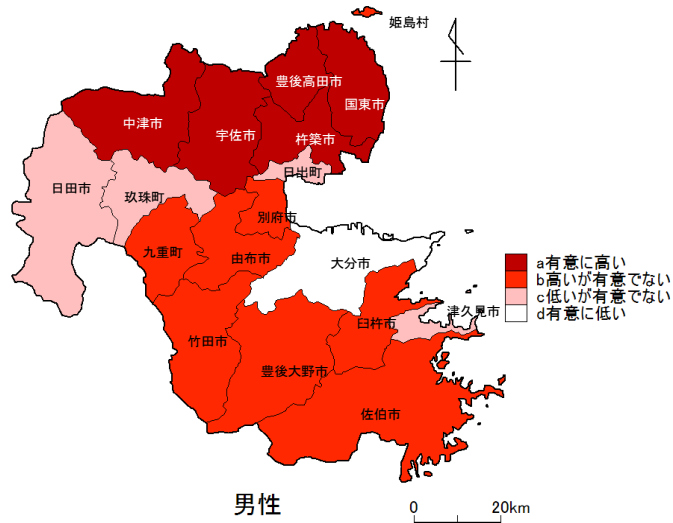 姫島村
豊後高田市
国東市
中津市
宇佐市
杵築市
日出町
日田市
玖珠町
別府市
九重町
由布市
大分市
a有意に高い
b高いが有意でない
c低いが有意でない
d有意に低い
津久見市
臼杵市
竹田市
豊後大野市
佐伯市
男性
0 20km